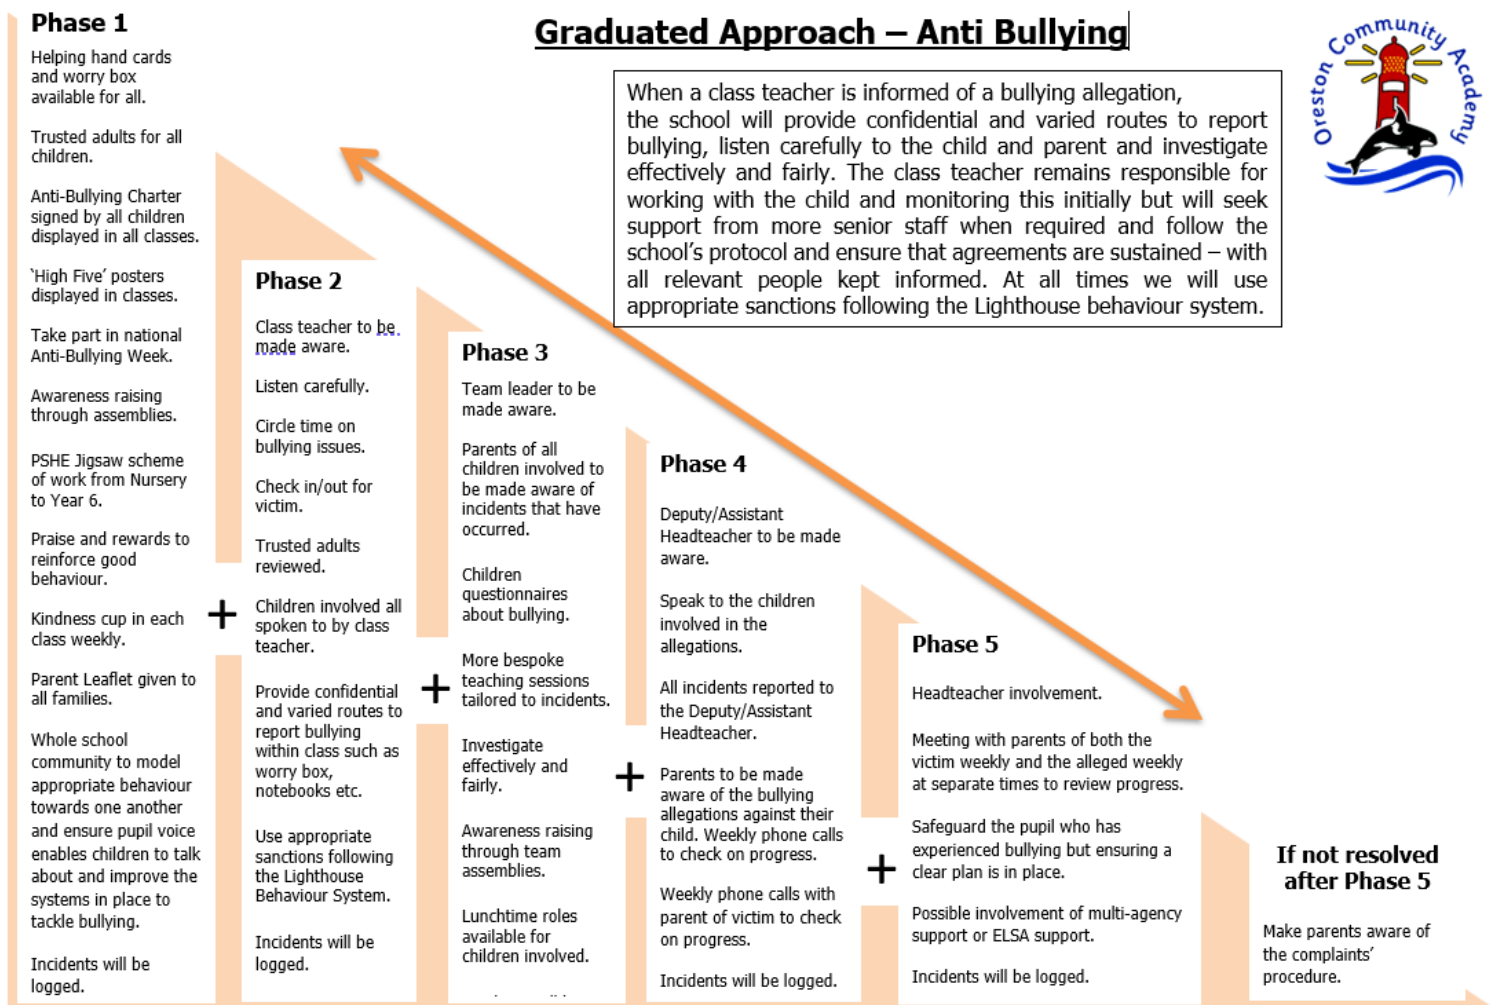 Graduated Approach – Anti Bullying
Oreston Community Academy
When a class teacher is informed of a bullying allegation,
the school will provide confidential and varied routes to report
bullying, listen carefully to the child and parent and investigate
effectively and fairly. The class teacher remains responsible for
working with the child and monitoring this initially but will seek
support from more senior staff when required and follow the
school's protocol and ensure that agreements are sustained – with
all relevant people kept informed. At all times we will use
appropriate sanctions following the Lighthouse behaviour system.
Phase 1
Helping hand cards
and worry box
available for all.
Trusted adults for all
children.
Anti-Bullying Charter
signed by all children
displayed in all classes.
‘High Five’ posters
displayed in classes.
Take part in national
Anti-Bullying Week.
Awareness raising
through assemblies.
PSHE Jigsaw scheme
of work from Nursery
to Year 6.
Praise and rewards to
reinforce good
behaviour.
Kindness cup in each
class weekly.
Parent Leaflet given to
all families.
Whole school
community to model
appropriate behaviour
towards one another
and ensure pupil voice
enables children to talk
about and improve the
systems in place to
tackle bullying.
Incidents will be
logged.
+
Phase 2
Class teacher to be
made aware.
Listen carefully.
Circle time on
bullying issues.
Check in/out for
victim.
Trusted adults
reviewed.
Children involved all
spoken to by class
teacher.
Provide confidential
and varied routes to
report bullying
within class such as
worry box,
notebooks etc.
Use appropriate
sanctions following
the Lighthouse
Behaviour System.
Incidents will be
logged.
+
Phase 3
Team leader to be
made aware.
Parents of all
children involved to
be made aware of
incidents that have
occurred.
Children
questionnaires
about bullying.
More bespoke
teaching sessions
tailored to incidents.
Investigate
effectively and
fairly.
Awareness raising
through team
assemblies.
Lunchtime roles
available for
children involved.
+
Phase 4
Deputy/Assistant
Headteacher to be made
aware.
Speak to the children
involved in the
allegations.
All incidents reported to
the Deputy/Assistant
Headteacher.
Parents to be made
aware of the bullying
allegations against their
child. Weekly phone calls
to check on progress.
Weekly phone calls with
parent of victim to check
on progress.
Incidents will be logged.
+
Phase 5
Headteacher involvement.
Meeting with parents of both the
victim weekly and the alleged weekly
at separate times to review progress.
Safeguard the pupil who has
experienced bullying but ensuring a
clear plan is in place.
Possible involvement of multi-agency
support or ELSA support.
Incidents will be logged.
If not resolved
after Phase 5
Make parents aware of
the complaints’
procedure.